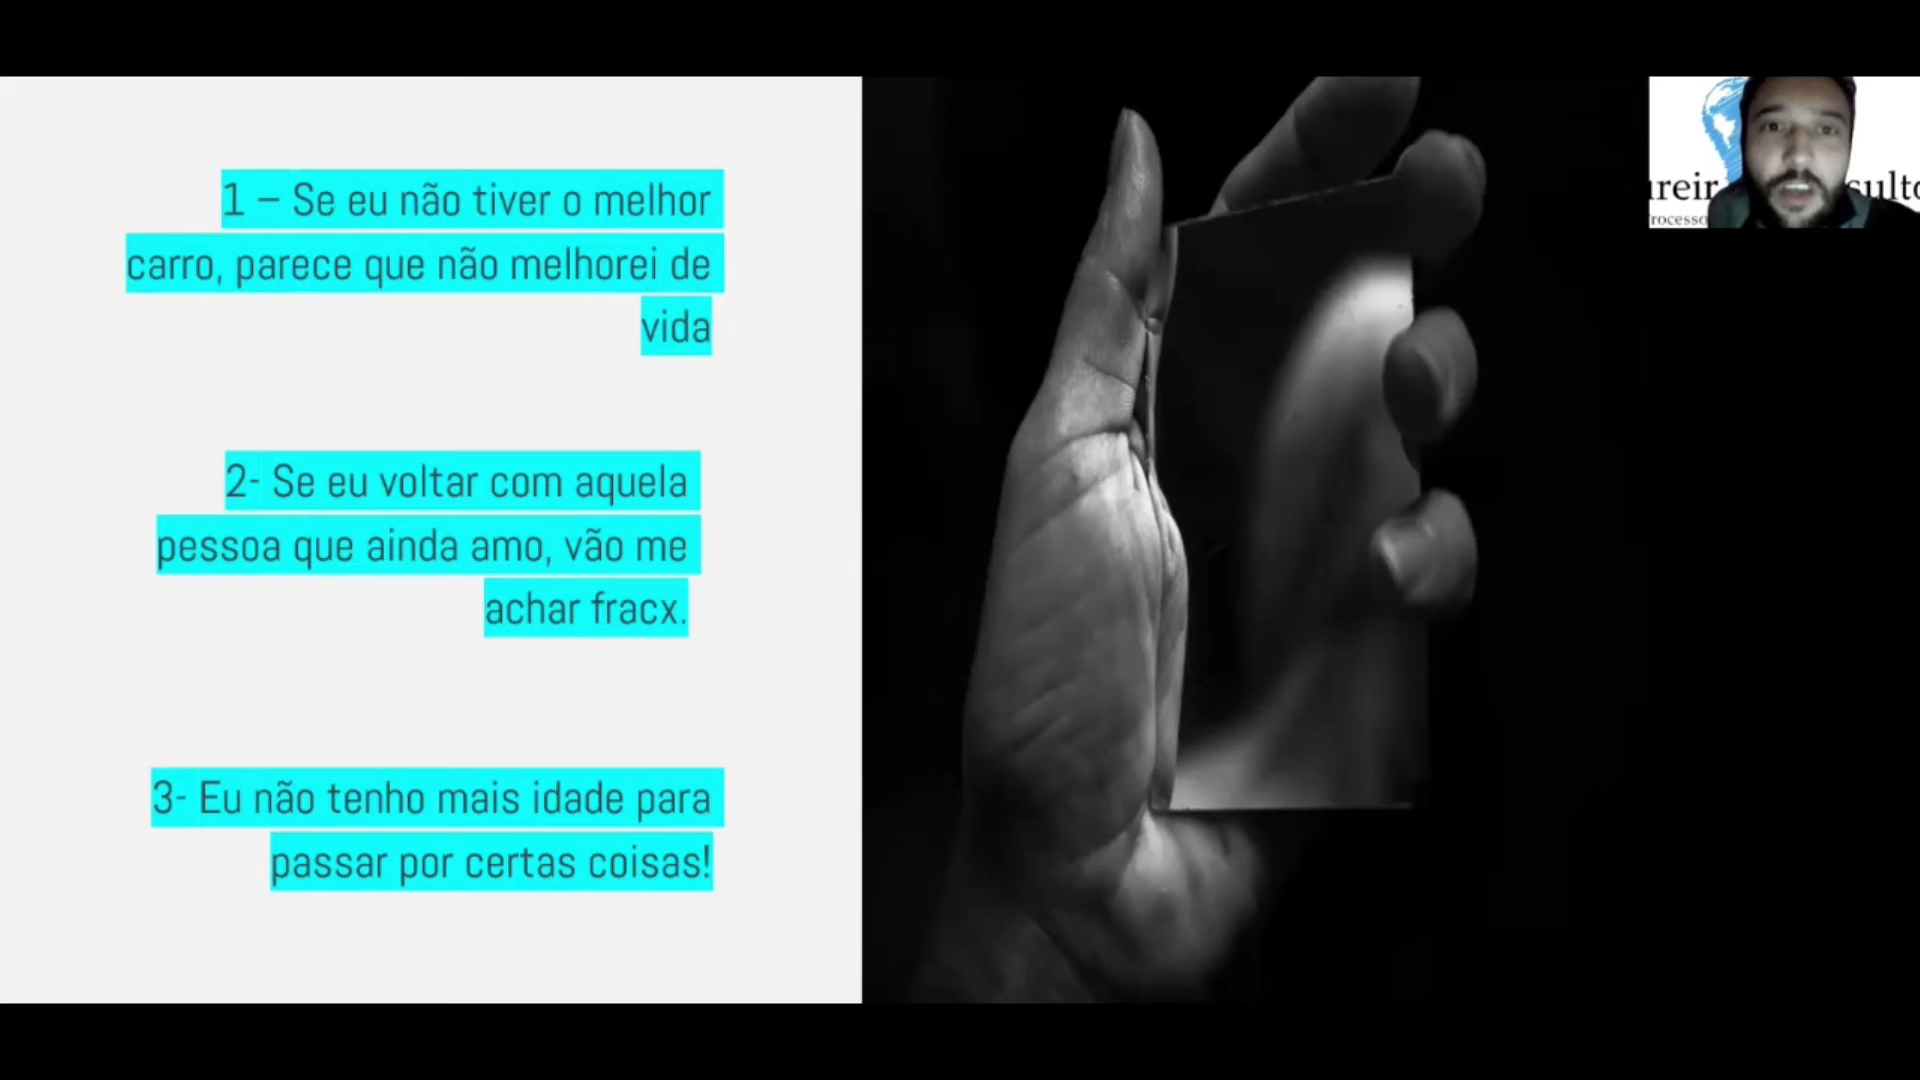 1 – Se eu não tiver o melhor
carro, parece que não melhorei de
vida
2- Se eu voltar com aquela
pessoa que ainda amo, vão me
achar fracx.
3- Eu não tenho mais idade para
passar por certas coisas!